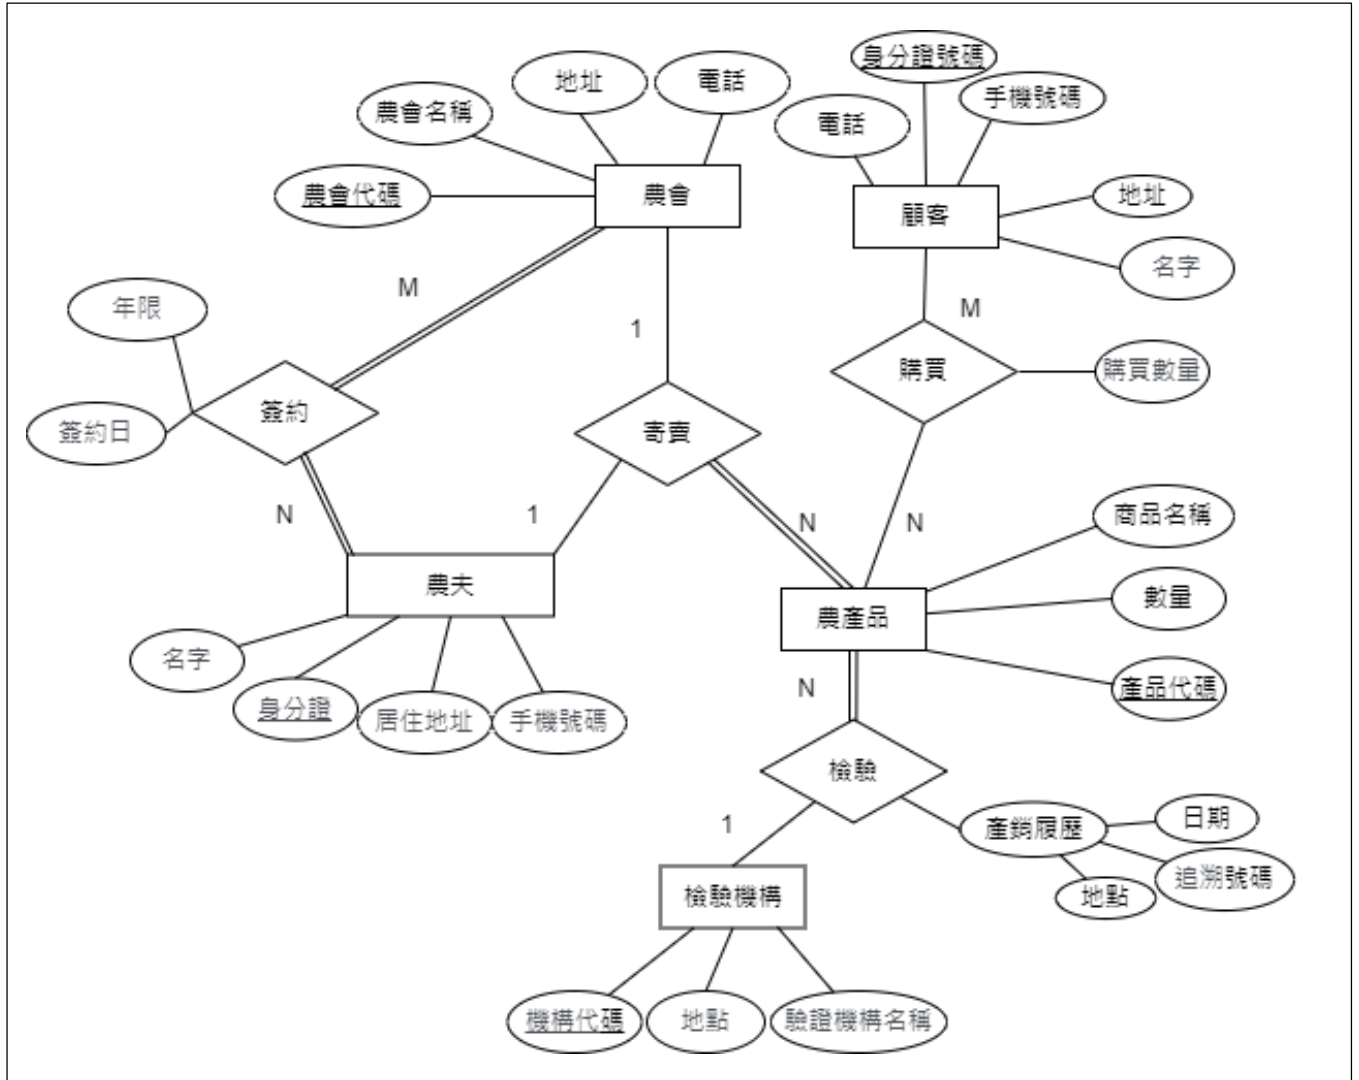 身分證號碼
地址
電話
手機號碼
農會名稱
電話
農會代碼
農會
顧客
地址
名字
M
年限
1
M
購買
購買數量
簽約
簽約日
寄賣
N
1
N
N
商品名稱
農夫
農產品
數量
名字
身分證
居住地址
手機號碼
N
產品代碼
檢驗
1
產銷履歷
日期
追溯號碼
地點
檢驗機構
機構代碼
地點
驗證機構名稱